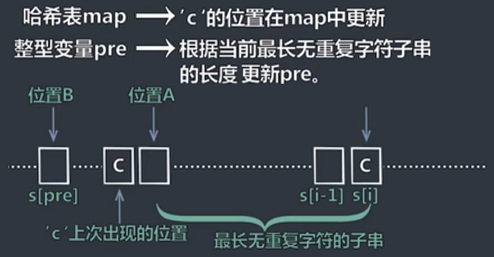 哈希表map → 'c'的位置在map中更新
整型变量pre → 根据当前最长无重复字符子串
的长度 更新pre。
位置B 位置A
C C
s[pre] s[i-1] s[i]
'c'上次出现的位置 最长无重复字符的子串